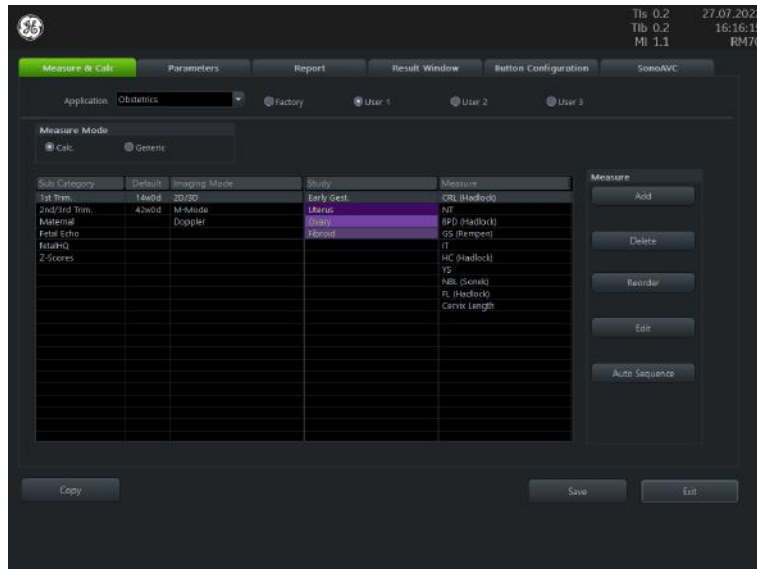 TIs 0.2 27.07.202
TIb 0.2 16:16:1
MI 1.1 RM7
Measure & Calc Parameters Report Result Window Button Configuration SonoAVC
Application Obstetrics Factory User 1 User 2 User 3
Measure Mode
Calc. Generic
Measure
Sub Category Default Imaging Mode Study Measure
1st Trim. 14w0d 2D/3D Early Gest. CRL (Hadlock)
2nd/3rd Trim. 42w0d M-Mode Uterus NT
Maternal Doppler Ovary BPD (Hadlock)
Fetal Echo Fibroid GS (Rempen)
fetalHQ IT
Z-Scores HC (Hadlock)
YS
NBL (Sonek)
FL (Hadlock)
Cervix Length
Add
Delete
Reorder
Edit
Auto Sequence
Copy Save Exit